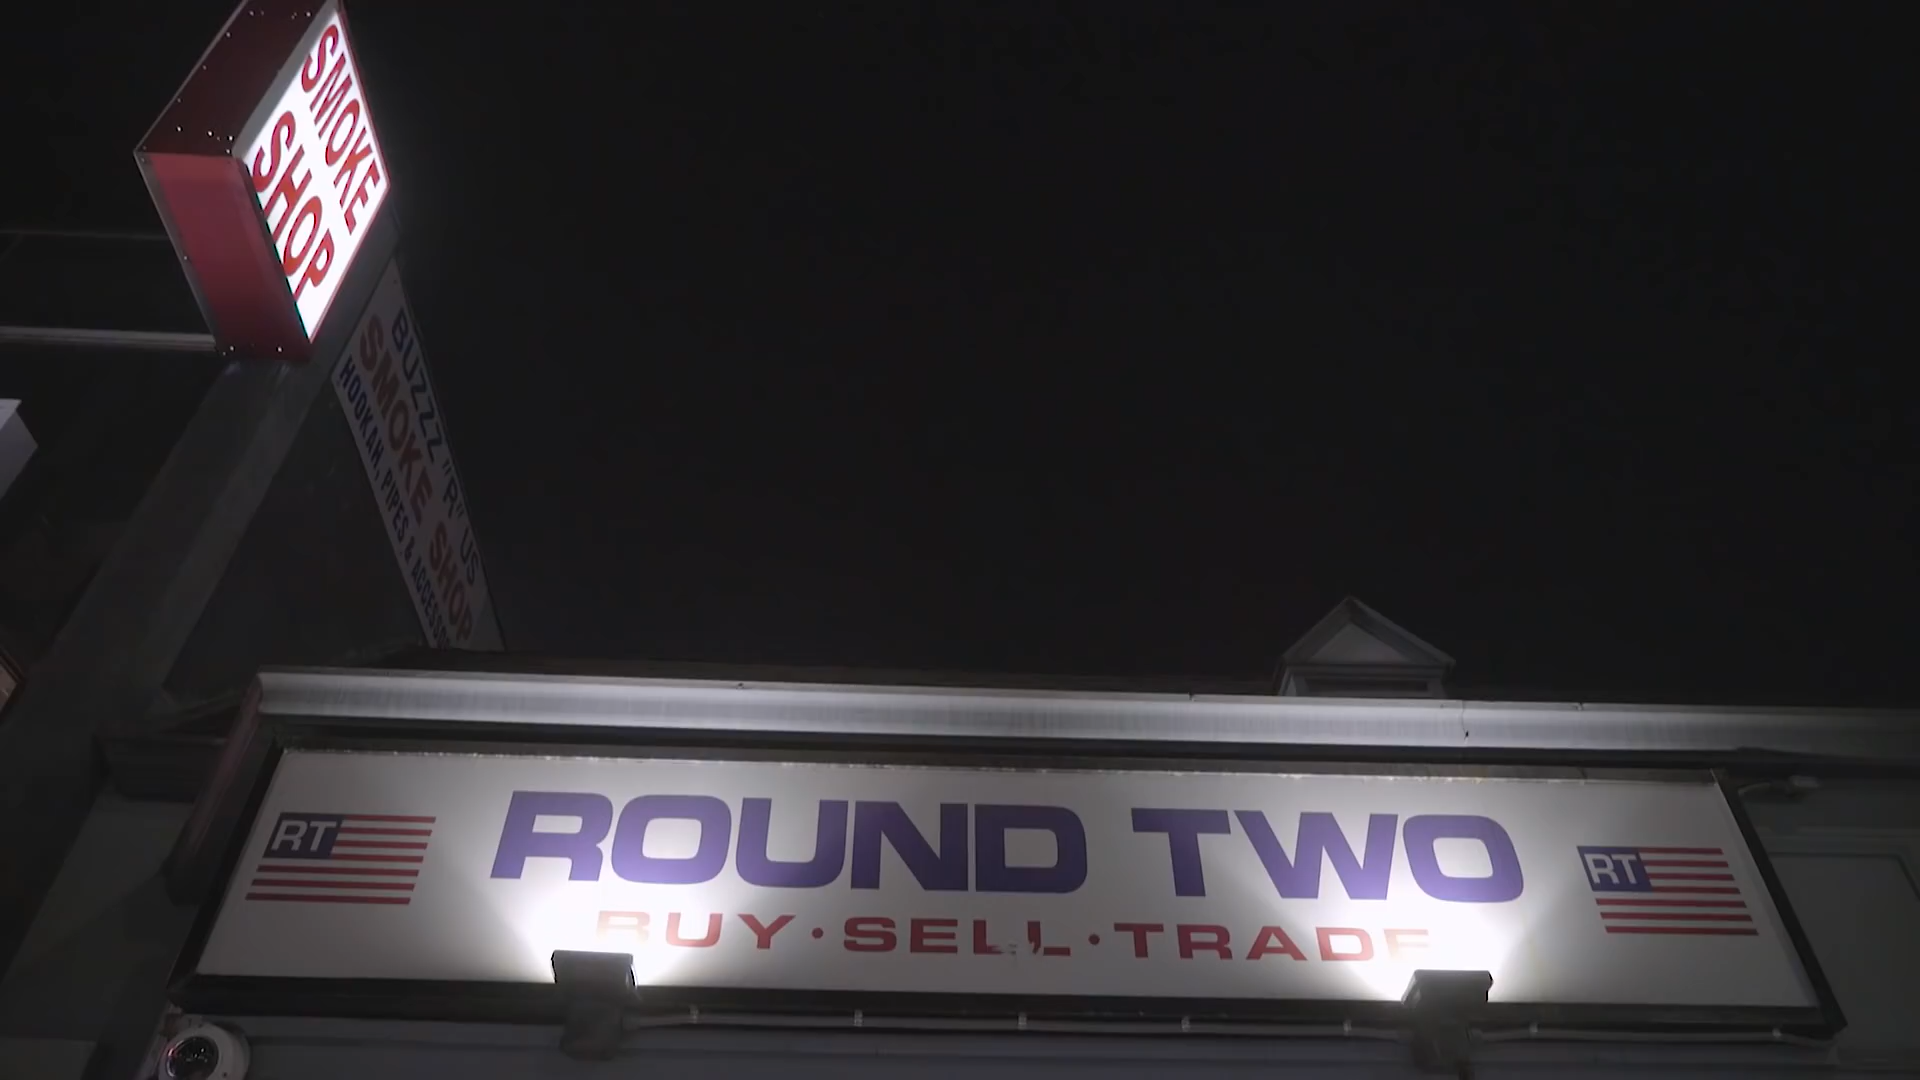 SMOKE
SHOP
BUZZZ "R" US
SMOKE SHOP
HOOKAH, PIPES &
RT
ROUND TWO
BUY·SELL·TRADE
RT